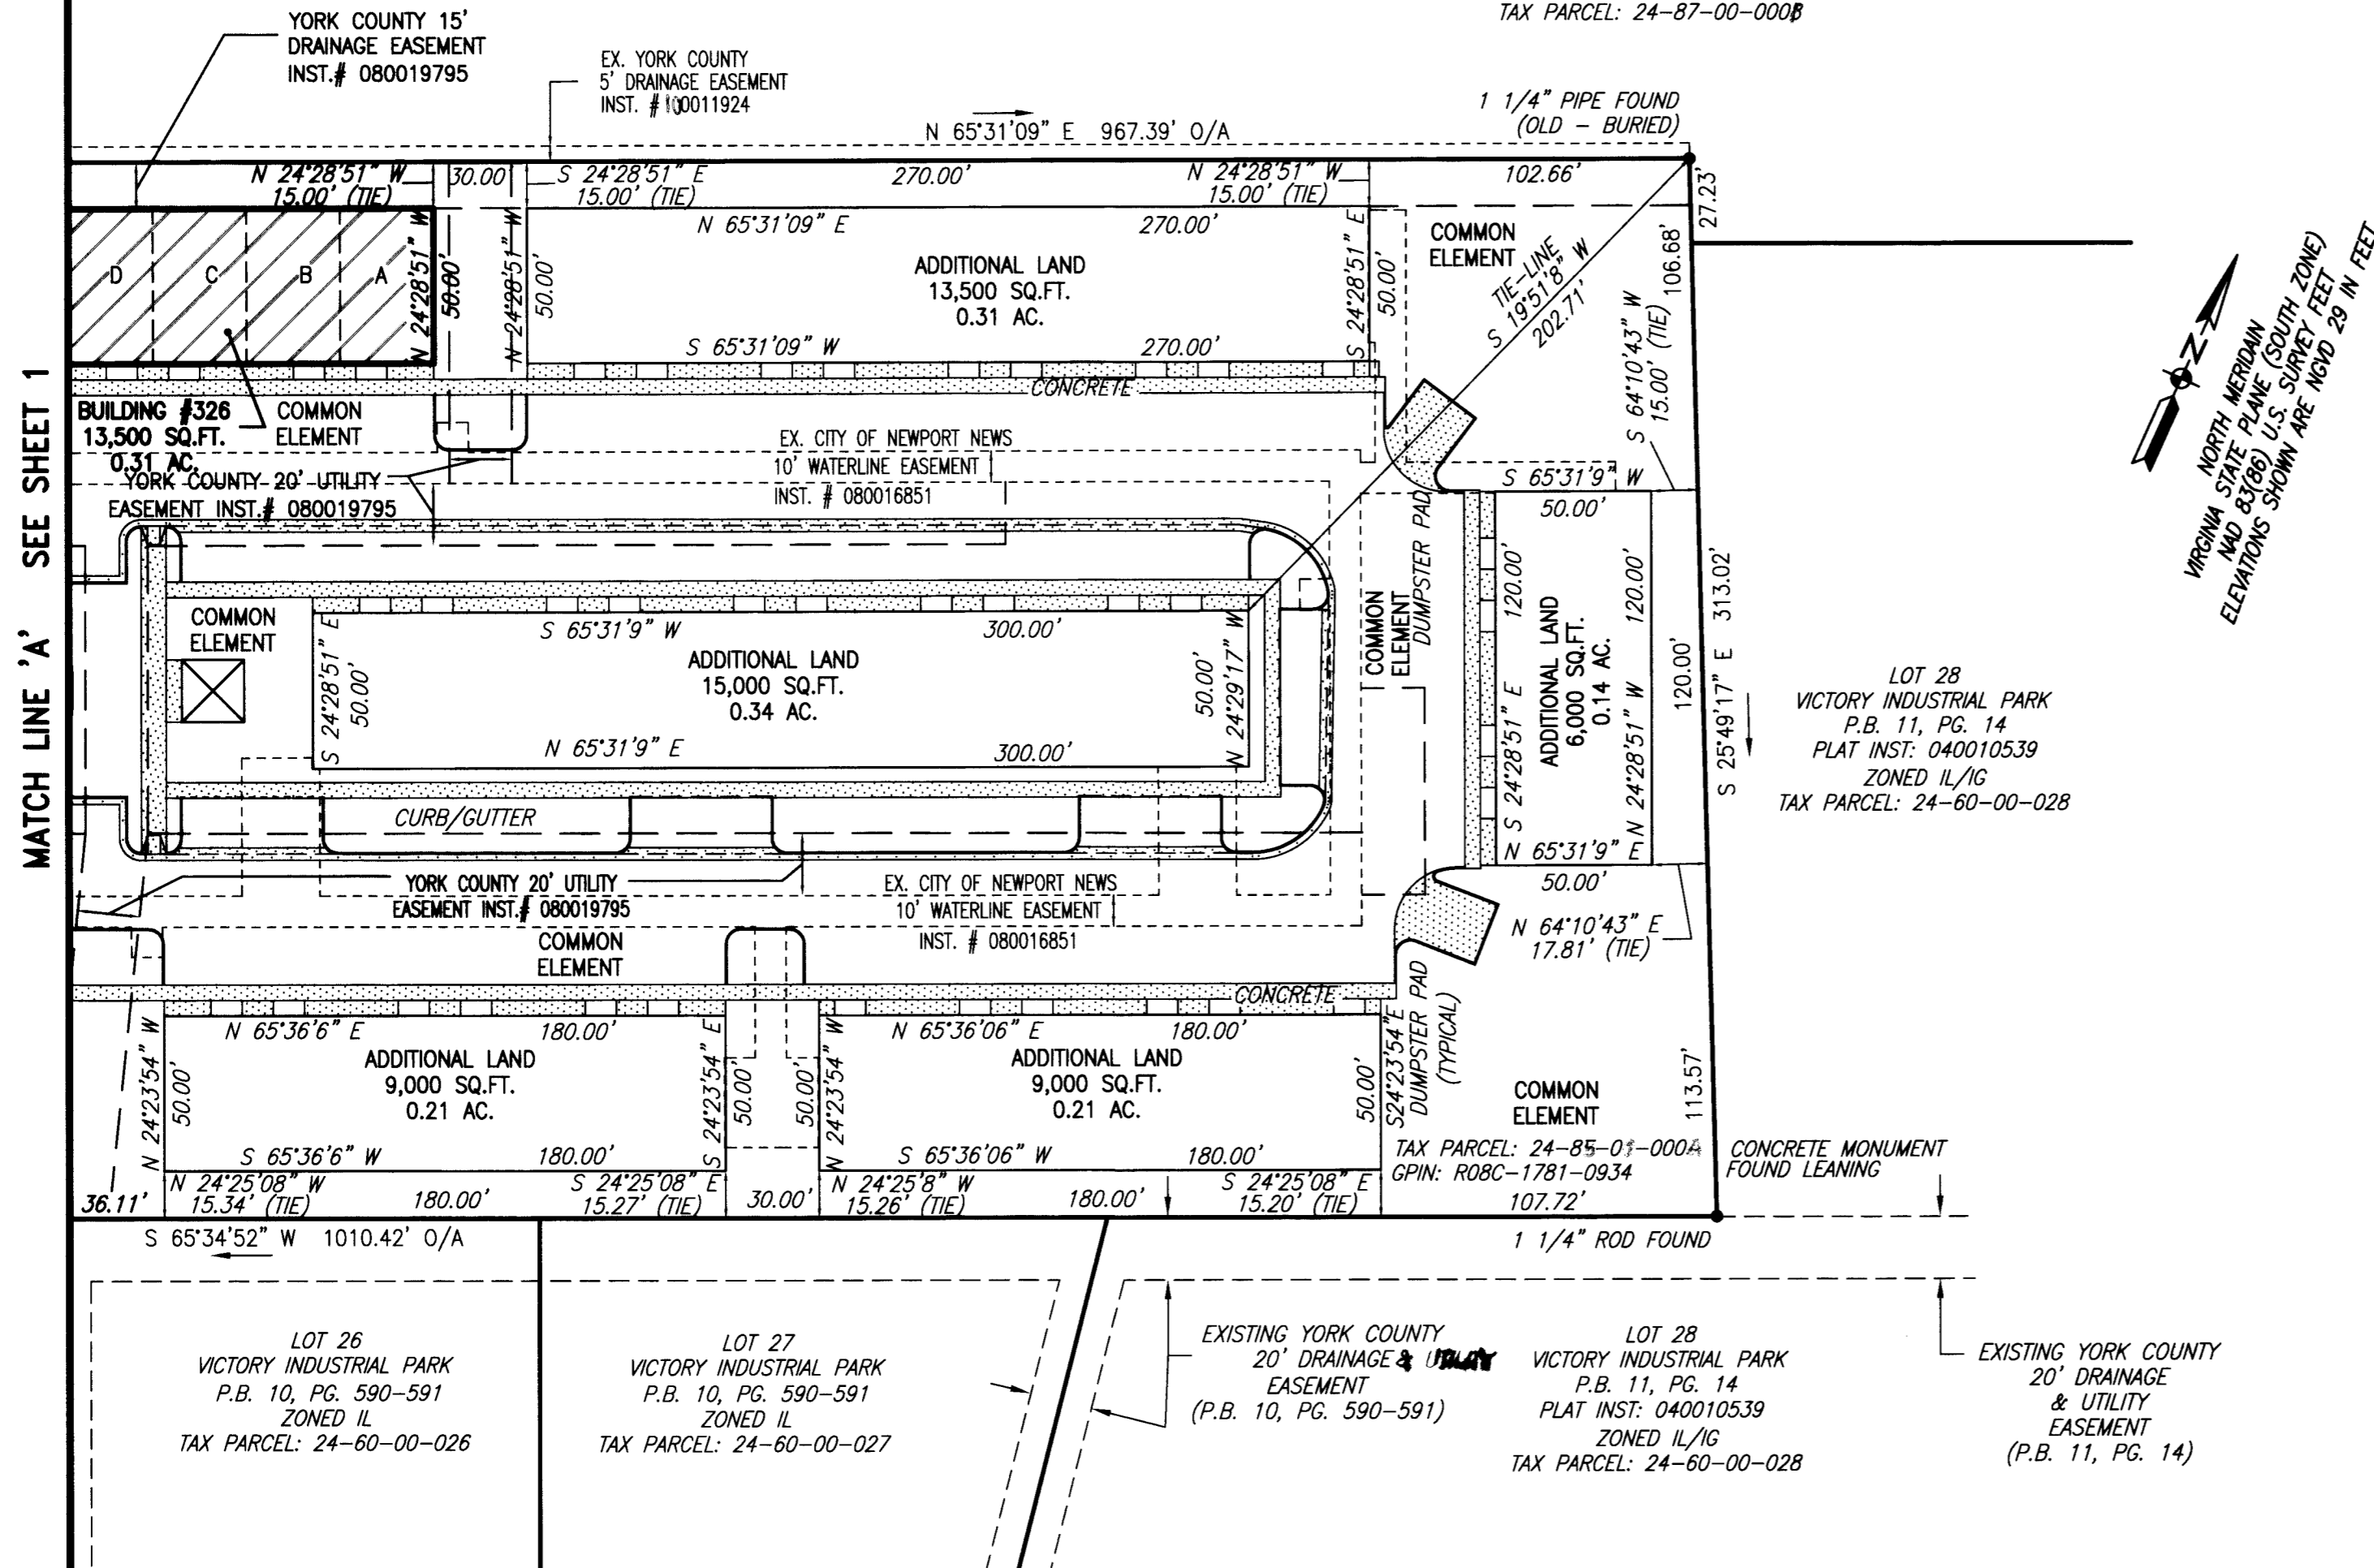 TAX PARCEL: 24-87-00-000B
YORK COUNTY 15'
DRAINAGE EASEMENT
INST.# 080019795
EX. YORK COUNTY
5' DRAINAGE EASEMENT
INST. # 100011924
N 65°31'09" E 967.39' O/A
1 1/4" PIPE FOUND
(OLD - BURIED)
N 24°28'51" W
15.00' (TIE)
30.00'
S 24°28'51" E
15.00' (TIE)
270.00'
N 24°28'51" W
15.00' (TIE)
102.66'
27.23'
D
C
B
A
N 24°28'51" W
50.00'
N 24°28'51" W
50.00'
N 65°31'09" E
270.00'
ADDITIONAL LAND
13,500 SQ.FT.
0.31 AC.
S 65°31'09" W
270.00'
S 24°28'51" E
50.00'
COMMON
ELEMENT
TIE-LINE
S 19°51'8" W
202.71'
106.68'
S 64°10'43" W
15.00' (TIE)
NORTH MERIDAIN
VIRGINIA STATE PLANE (SOUTH ZONE)
NAD 83(86) U.S. SURVEY FEET
ELEVATIONS SHOWN ARE NGVD 29 IN FEET
N
CONCRETE
MATCH LINE 'A' SEE SHEET 1
BUILDING #326
13,500 SQ.FT.
0.31 AC.
COMMON
ELEMENT
YORK COUNTY 20' UTILITY
EASEMENT INST.# 080019795
EX. CITY OF NEWPORT NEWS
10' WATERLINE EASEMENT
INST. # 080016851
S 65°31'9" W
50.00'
DUMPSTER PAD
COMMON
ELEMENT
S 24°28'51" E 120.00'
ADDITIONAL LAND
6,000 SQ.FT.
0.14 AC.
N 24°28'51" W 120.00'
120.00'
S 25°49'17" E 313.02'
N 65°31'9" E
50.00'
N 64°10'43" E
17.81' (TIE)
COMMON
ELEMENT
S 65°31'9" W
300.00'
S 24°28'51" E
50.00'
ADDITIONAL LAND
15,000 SQ.FT.
0.34 AC.
50.00'
N 24°29'17" W
N 65°31'9" E
300.00'
CURB/GUTTER
LOT 28
VICTORY INDUSTRIAL PARK
P.B. 11, PG. 14
PLAT INST: 040010539
ZONED IL/IG
TAX PARCEL: 24-60-00-028
YORK COUNTY 20' UTILITY
EASEMENT INST.# 080019795
EX. CITY OF NEWPORT NEWS
10' WATERLINE EASEMENT
INST. # 080016851
COMMON
ELEMENT
CONCRETE
N 24°23'54" W
50.00'
N 65°36'6" E
180.00'
ADDITIONAL LAND
9,000 SQ.FT.
0.21 AC.
S 65°36'6" W
180.00'
S 24°23'54" E
50.00'
50.00'
N 24°23'54" W
N 65°36'06" E
180.00'
ADDITIONAL LAND
9,000 SQ.FT.
0.21 AC.
S 65°36'06" W
180.00'
50.00'
S24°23'54" E
DUMPSTER PAD
(TYPICAL)
113.57'
COMMON
ELEMENT
TAX PARCEL: 24-85-01-000A
GPIN: R08C-1781-0934
CONCRETE MONUMENT
FOUND LEANING
36.11'
N 24°25'08" W
15.34' (TIE)
180.00'
S 24°25'08" E
15.27' (TIE)
30.00'
N 24°25'8" W
15.26' (TIE)
180.00'
S 24°25'08" E
15.20' (TIE)
107.72'
S 65°34'52" W 1010.42' O/A
1 1/4" ROD FOUND
LOT 26
VICTORY INDUSTRIAL PARK
P.B. 10, PG. 590-591
ZONED IL
TAX PARCEL: 24-60-00-026
LOT 27
VICTORY INDUSTRIAL PARK
P.B. 10, PG. 590-591
ZONED IL
TAX PARCEL: 24-60-00-027
EXISTING YORK COUNTY
20' DRAINAGE & UTILITY
EASEMENT
(P.B. 10, PG. 590-591)
LOT 28
VICTORY INDUSTRIAL PARK
P.B. 11, PG. 14
PLAT INST: 040010539
ZONED IL/IG
TAX PARCEL: 24-60-00-028
EXISTING YORK COUNTY
20' DRAINAGE
& UTILITY
EASEMENT
(P.B. 11, PG. 14)